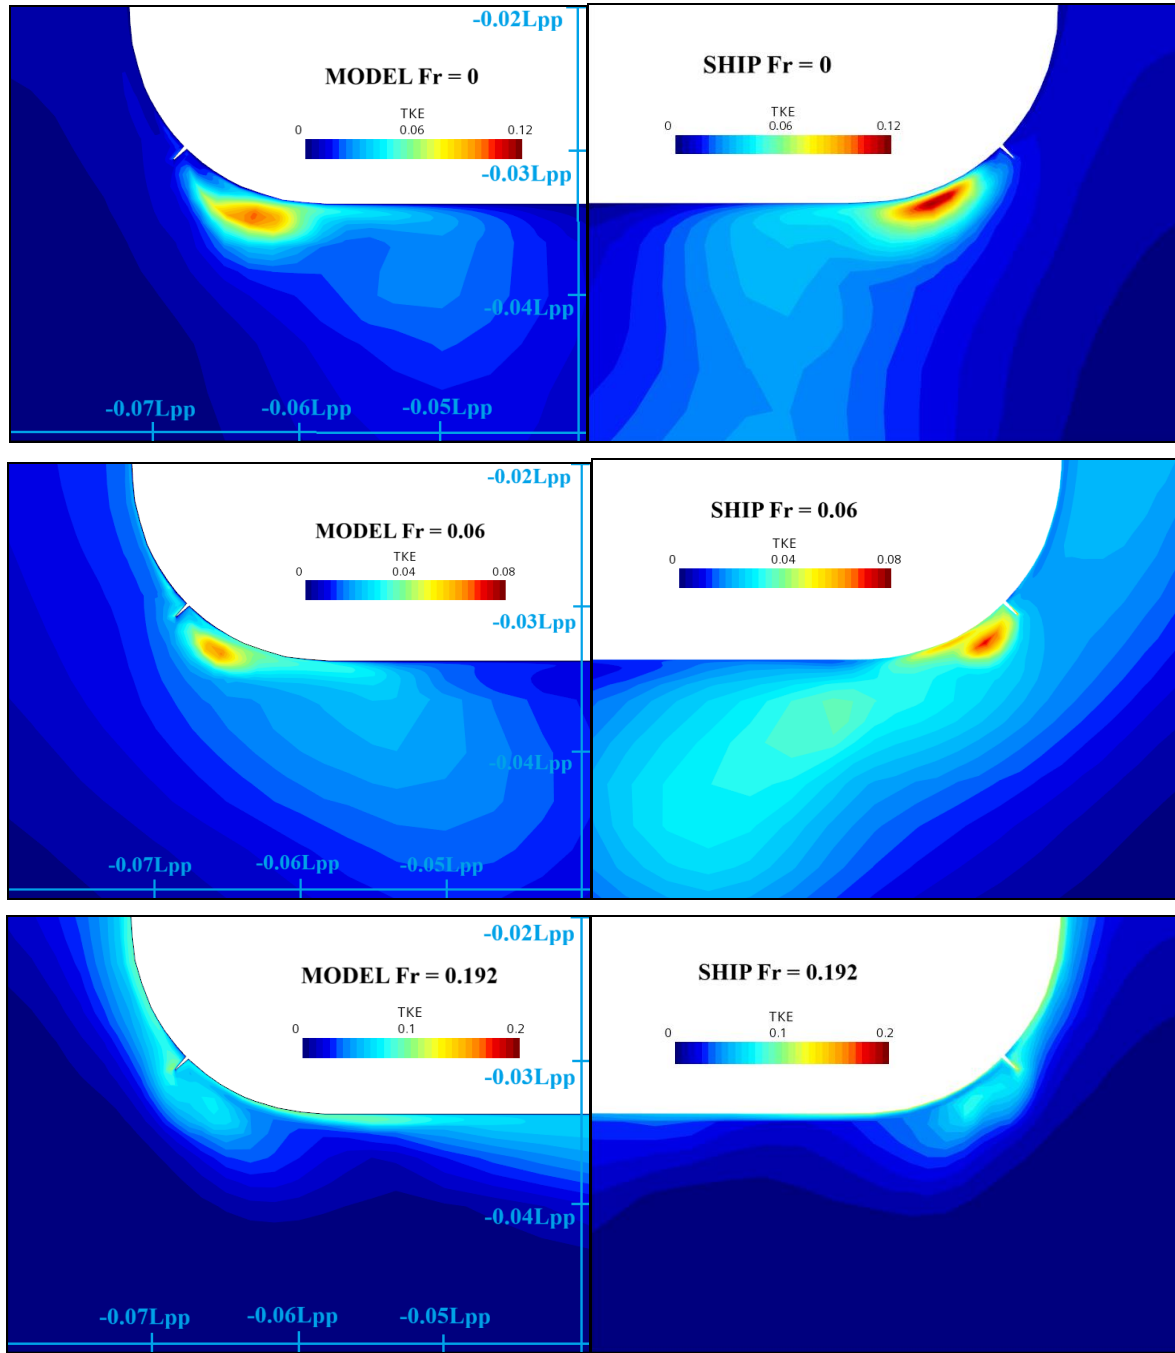 -0.02Lpp
MODEL Fr = 0
TKE
0 0.06 0.12
-0.03Lpp
-0.04Lpp
-0.07Lpp -0.06Lpp -0.05Lpp
SHIP Fr = 0
TKE
0 0.06 0.12
-0.02Lpp
MODEL Fr = 0.06
TKE
0 0.04 0.08
-0.03Lpp
-0.04Lpp
-0.07Lpp -0.06Lpp -0.05Lpp
SHIP Fr = 0.06
TKE
0 0.04 0.08
-0.02Lpp
MODEL Fr = 0.192
TKE
0 0.1 0.2
-0.03Lpp
-0.04Lpp
-0.07Lpp -0.06Lpp -0.05Lpp
SHIP Fr = 0.192
TKE
0 0.1 0.2